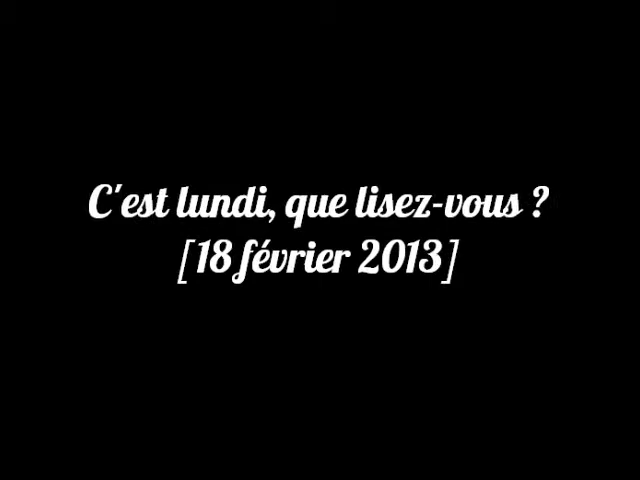 C'est lundi, que lisez-vous ?
[18 février 2013]